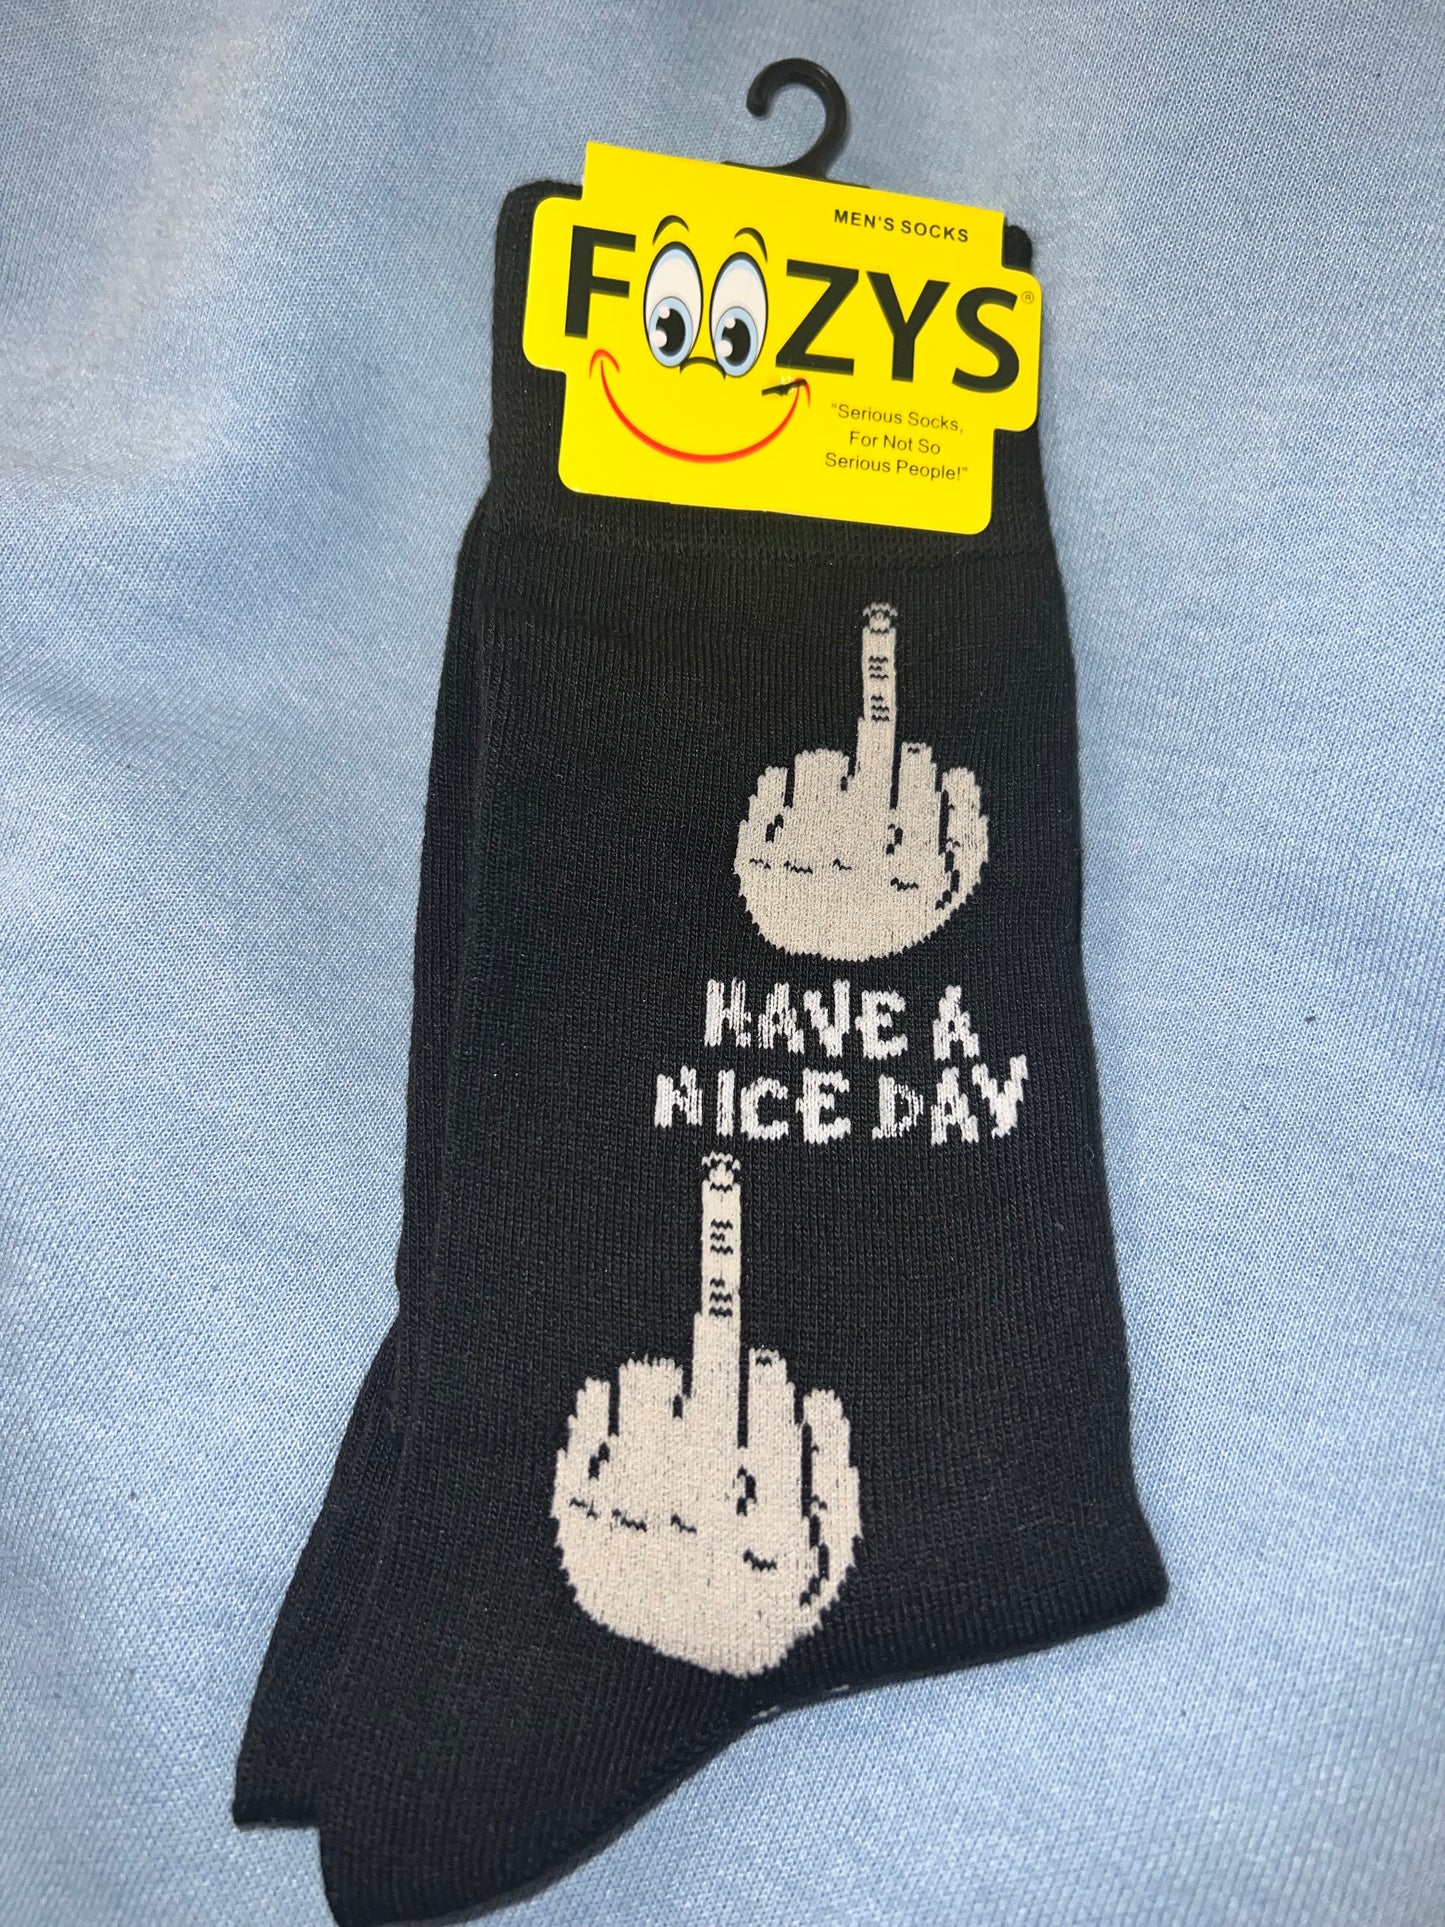 MEN'S SOCKS
FOOZYS®
"Serious Socks,
For Not So
Serious People!"
HAVE A
NICE DAY